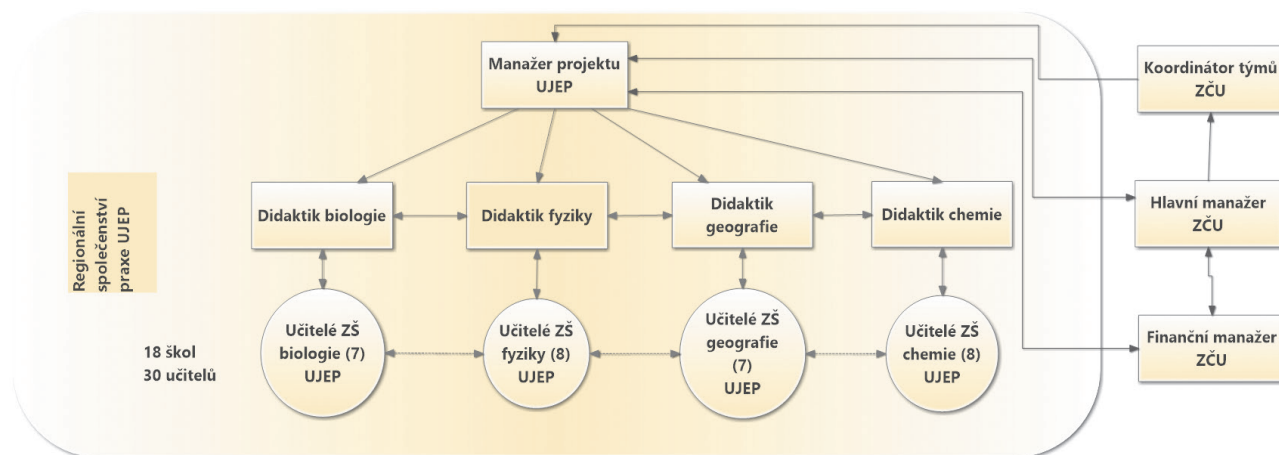 Manažer projektu
UJEP
Koordinátor týmů
ZČU
Regionální
společenství
praxe UJEP
Didaktik biologie
Didaktik fyziky
Didaktik
geografie
Didaktik chemie
Hlavní manažer
ZČU
18 škol
30 učitelů
Učitelé ZŠ
biologie (7)
UJEP
Učitelé ZŠ
fyziky (8)
UJEP
Učitelé ZŠ
geografie
(7)
UJEP
Učitelé ZŠ
chemie (8)
UJEP
Finanční manažer
ZČU